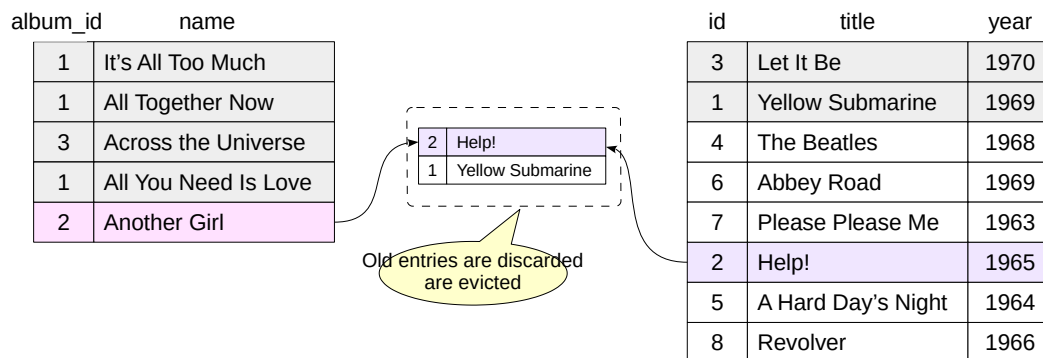 album_id name
1 It's All Too Much
1 All Together Now
3 Across the Universe
1 All You Need Is Love
2 Another Girl
2 Help!
1 Yellow Submarine
Old entries are discarded
are evicted
id title year
3 Let It Be 1970
1 Yellow Submarine 1969
4 The Beatles 1968
6 Abbey Road 1969
7 Please Please Me 1963
2 Help! 1965
5 A Hard Day's Night 1964
8 Revolver 1966